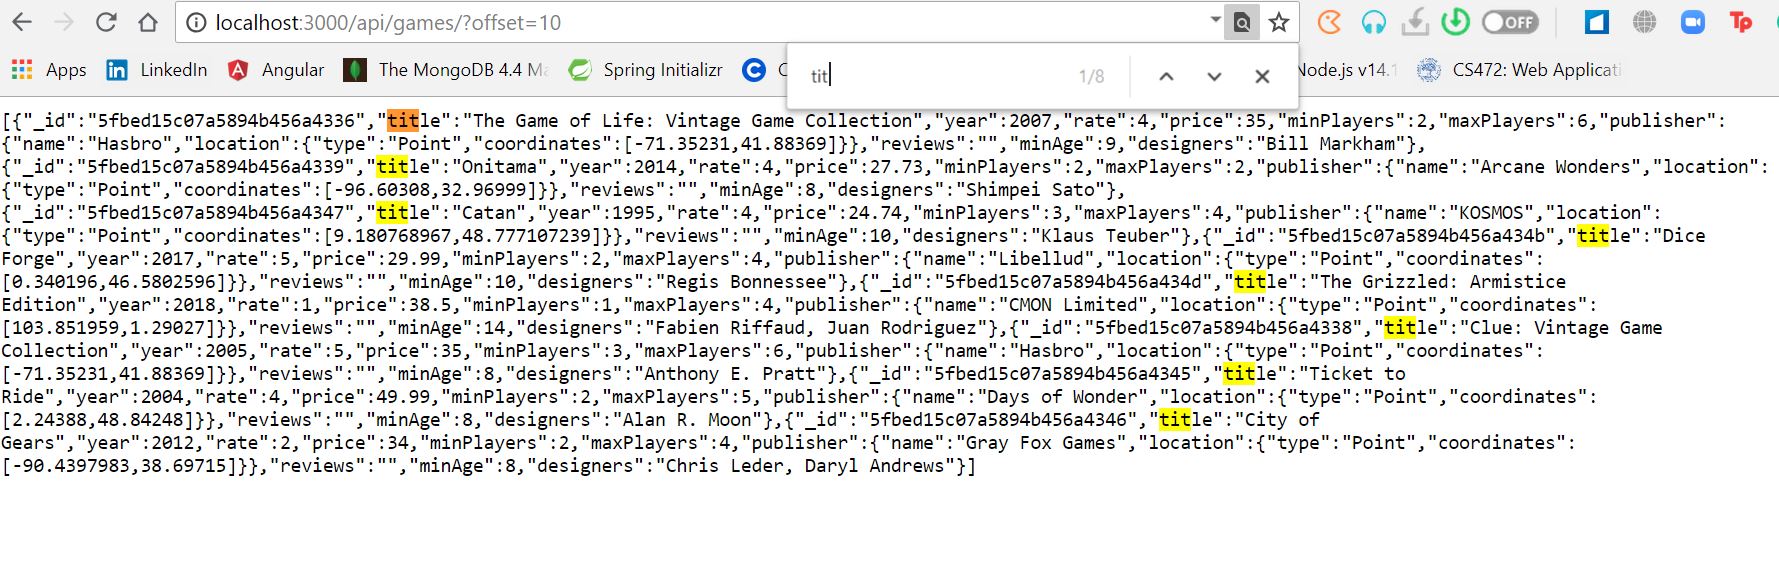 localhost:3000/api/games/?offset=10
OFF
Apps LinkedIn Angular The MongoDB 4.4 Spring Initializr Node.js v14.1 CS472: Web Applicati
tit 1/8
[{"_id":"5fbed15c07a5894b456a4336","title":"The Game of Life: Vintage Game Collection","year":2007,"rate":4,"price":35,"minPlayers":2,"maxPlayers":6,"publisher":
{"name":"Hasbro","location":{"type":"Point","coordinates":[-71.35231,41.88369]}},"reviews":"","minAge":9,"designers":"Bill Markham"},
{"_id":"5fbed15c07a5894b456a4339","title":"Onitama","year":2014,"rate":4,"price":27.73,"minPlayers":2,"maxPlayers":2,"publisher":{"name":"Arcane Wonders","location":
{"type":"Point","coordinates":[-96.60308,32.96999]}},"reviews":"","minAge":8,"designers":"Shimpei Sato"},
{"_id":"5fbed15c07a5894b456a4347","title":"Catan","year":1995,"rate":4,"price":24.74,"minPlayers":3,"maxPlayers":4,"publisher":{"name":"KOSMOS","location":
{"type":"Point","coordinates":[9.180768967,48.777107239]}},"reviews":"","minAge":10,"designers":"Klaus Teuber"},{"_id":"5fbed15c07a5894b456a434b","title":"Dice
Forge","year":2017,"rate":5,"price":29.99,"minPlayers":2,"maxPlayers":4,"publisher":{"name":"Libellud","location":{"type":"Point","coordinates":
[0.340196,46.5802596]}},"reviews":"","minAge":10,"designers":"Regis Bonnessee"},{"_id":"5fbed15c07a5894b456a434d","title":"The Grizzled: Armistice
Edition","year":2018,"rate":1,"price":38.5,"minPlayers":1,"maxPlayers":4,"publisher":{"name":"CMON Limited","location":{"type":"Point","coordinates":
[103.851959,1.29027]}},"reviews":"","minAge":14,"designers":"Fabien Riffaud, Juan Rodriguez"},{"_id":"5fbed15c07a5894b456a4338","title":"Clue: Vintage Game
Collection","year":2005,"rate":5,"price":35,"minPlayers":3,"maxPlayers":6,"publisher":{"name":"Hasbro","location":{"type":"Point","coordinates":
[-71.35231,41.88369]}},"reviews":"","minAge":8,"designers":"Anthony E. Pratt"},{"_id":"5fbed15c07a5894b456a4345","title":"Ticket to
Ride","year":2004,"rate":4,"price":49.99,"minPlayers":2,"maxPlayers":5,"publisher":{"name":"Days of Wonder","location":{"type":"Point","coordinates":
[2.24388,48.84248]}},"reviews":"","minAge":8,"designers":"Alan R. Moon"},{"_id":"5fbed15c07a5894b456a4346","title":"City of
Gears","year":2012,"rate":2,"price":34,"minPlayers":2,"maxPlayers":4,"publisher":{"name":"Gray Fox Games","location":{"type":"Point","coordinates":
[-90.4397983,38.69715]}},"reviews":"","minAge":8,"designers":"Chris Leder, Daryl Andrews"}]